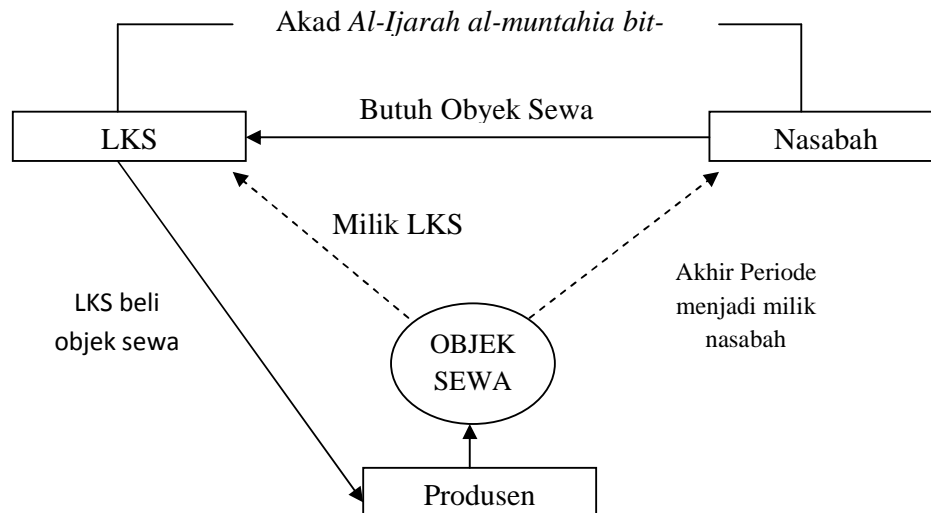 Akad Al-Ijarah al-muntahia bit-
Butuh Obyek Sewa
LKS
Nasabah
Milik LKS
Akhir Periode
menjadi milik
nasabah
LKS beli
objek sewa
OBJEK
SEWA
Produsen